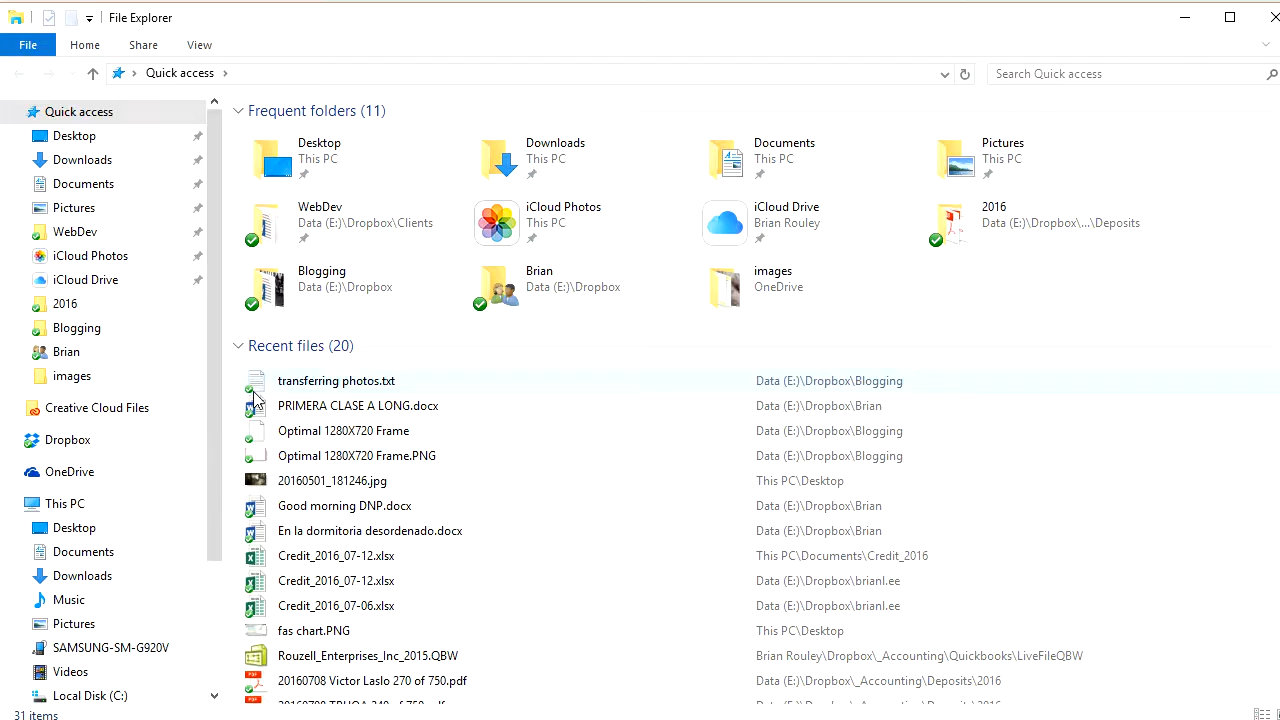 File Explorer
File Home Share View
Quick access
Search Quick access
Quick access
Desktop
Downloads
Documents
Pictures
WebDev
iCloud Photos
iCloud Drive
2016
Blogging
Brian
images
Creative Cloud Files
Dropbox
OneDrive
This PC
Desktop
Documents
Downloads
Music
Pictures
SAMSUNG-SM-G920V
Videos
Local Disk (C:)
Frequent folders (11)
Desktop
This PC
Downloads
This PC
Documents
This PC
Pictures
This PC
WebDev
Data (E:)\Dropbox\Clients
iCloud Photos
This PC
iCloud Drive
Brian Rouley
2016
Data (E:)\Dropbox\...\Deposits
Blogging
Data (E:)\Dropbox
Brian
Data (E:)\Dropbox
images
OneDrive
Recent files (20)
transferring photos.txt Data (E:)\Dropbox\Blogging
PRIMERA CLASE A LONG.docx Data (E:)\Dropbox\Brian
Optimal 1280X720 Frame Data (E:)\Dropbox\Blogging
Optimal 1280X720 Frame.PNG Data (E:)\Dropbox\Blogging
20160501_181246.jpg This PC\Desktop
Good morning DNP.docx Data (E:)\Dropbox\Brian
En la dormitoria desordenado.docx Data (E:)\Dropbox\Brian
Credit_2016_07-12.xlsx This PC\Documents\Credit_2016
Credit_2016_07-12.xlsx Data (E:)\Dropbox\brianl.ee
Credit_2016_07-06.xlsx Data (E:)\Dropbox\brianl.ee
fas chart.PNG This PC\Desktop
Rouzell_Enterprises_Inc_2015.QBW Brian Rouley\Dropbox\_Accounting\Quickbooks\LiveFileQBW
20160708 Victor Laslo 270 of 750.pdf Data (E:)\Dropbox\_Accounting\Deposits\2016
31 items